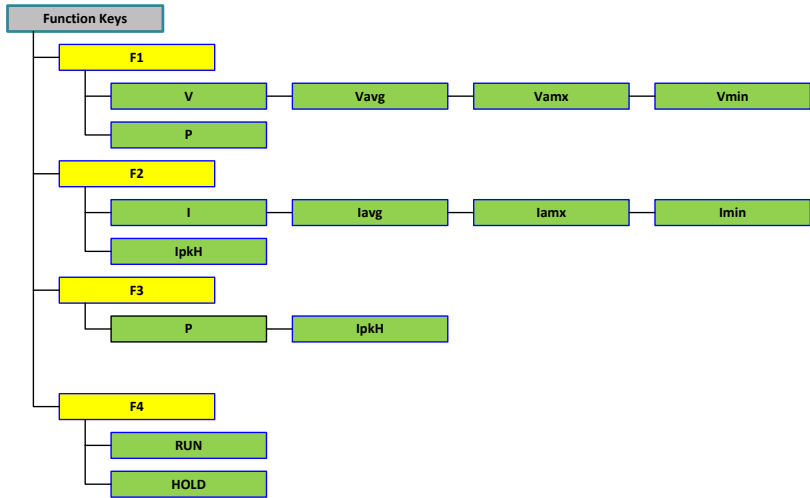 Function Keys
F1
V Vavg Vamx Vmin
P
F2
I Iavg Iamx Imin
IpkH
F3
P IpkH
F4
RUN
HOLD